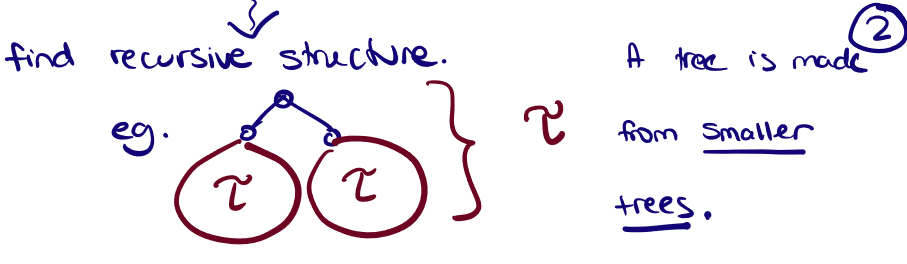 find recursive structure.
eg.
τ
τ
τ
②
A tree is made
from smaller
trees.